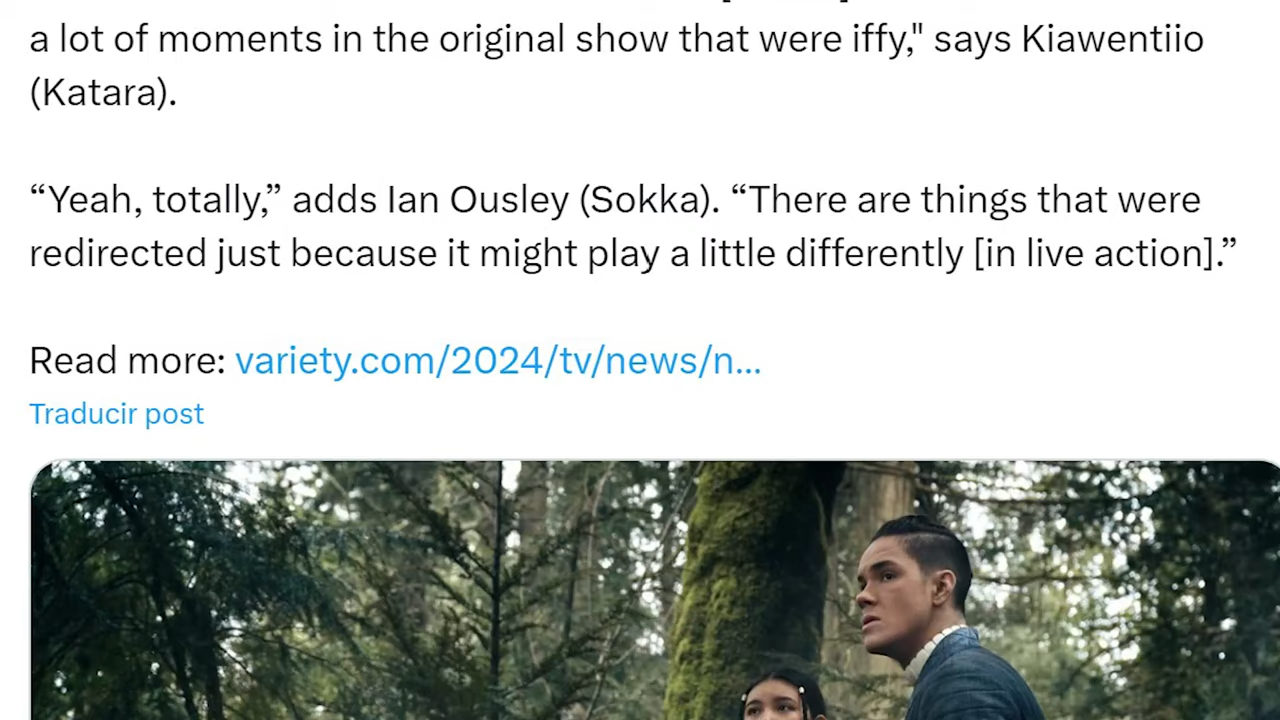 a lot of moments in the original show that were iffy," says Kiawentiio
(Katara).
“Yeah, totally,” adds Ian Ousley (Sokka). “There are things that were
redirected just because it might play a little differently [in live action].”
Read more: variety.com/2024/tv/news/n...
Traducir post